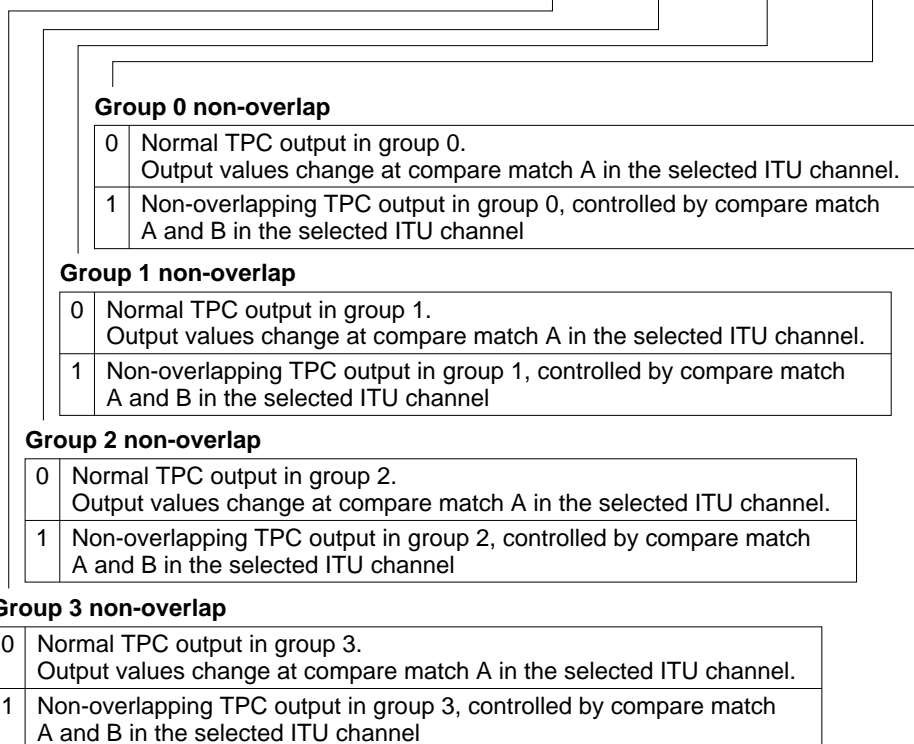 Group 0 non-overlap
0 Normal TPC output in group 0.
Output values change at compare match A in the selected ITU channel.
1 Non-overlapping TPC output in group 0, controlled by compare match
A and B in the selected ITU channel
Group 1 non-overlap
0 Normal TPC output in group 1.
Output values change at compare match A in the selected ITU channel.
1 Non-overlapping TPC output in group 1, controlled by compare match
A and B in the selected ITU channel
Group 2 non-overlap
0 Normal TPC output in group 2.
Output values change at compare match A in the selected ITU channel.
1 Non-overlapping TPC output in group 2, controlled by compare match
A and B in the selected ITU channel
Group 3 non-overlap
0 Normal TPC output in group 3.
Output values change at compare match A in the selected ITU channel.
1 Non-overlapping TPC output in group 3, controlled by compare match
A and B in the selected ITU channel